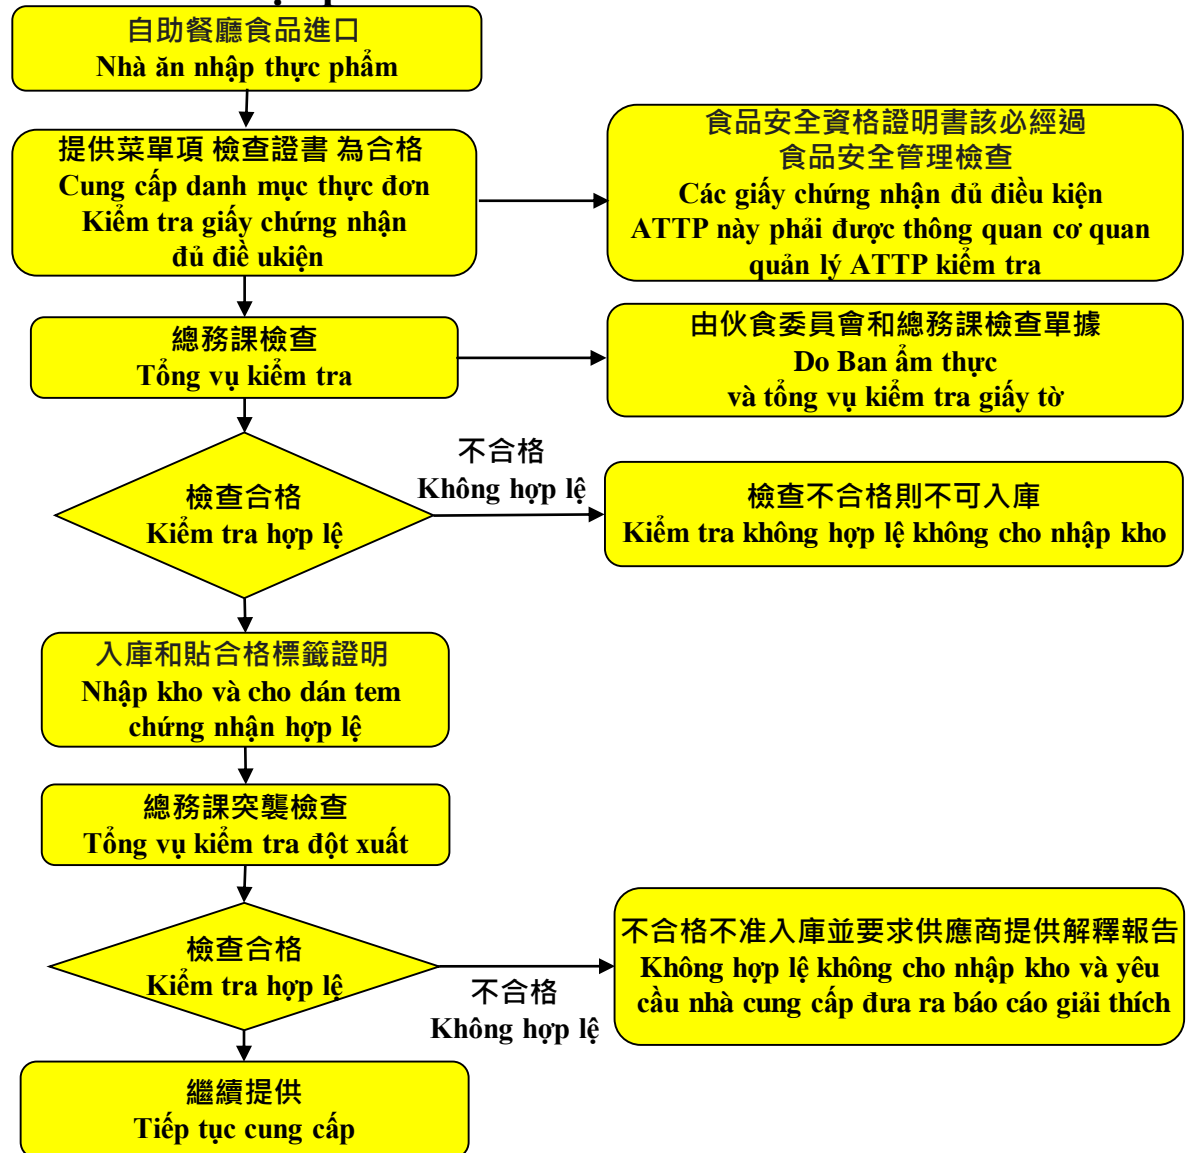 自助餐廳食品進口
Nhà ăn nhập thực phẩm
提供菜單項 檢查證書 為合格
Cung cấp danh mục thực đơn
Kiểm tra giấy chứng nhận
đủ điề ukiện
食品安全資格證明書該必經過
食品安全管理檢查
Các giấy chứng nhận đủ điều kiện
ATTP này phải được thông quan cơ quan
quản lý ATTP kiểm tra
總務課檢查
Tổng vụ kiểm tra
由伙食委員會和總務課檢查單據
Do Ban ẩm thực
và tổng vụ kiểm tra giấy tờ
檢查合格
Kiểm tra hợp lệ
不合格
Không hợp lệ
檢查不合格則不可入庫
Kiểm tra không hợp lệ không cho nhập kho
入庫和貼合格標籤證明
Nhập kho và cho dán tem
chứng nhận hợp lệ
總務課突襲檢查
Tổng vụ kiểm tra đột xuất
檢查合格
Kiểm tra hợp lệ
不合格
Không hợp lệ
不合格不准入庫並要求供應商提供解釋報告
Không hợp lệ không cho nhập kho và yêu
cầu nhà cung cấp đưa ra báo cáo giải thích
繼續提供
Tiếp tục cung cấp